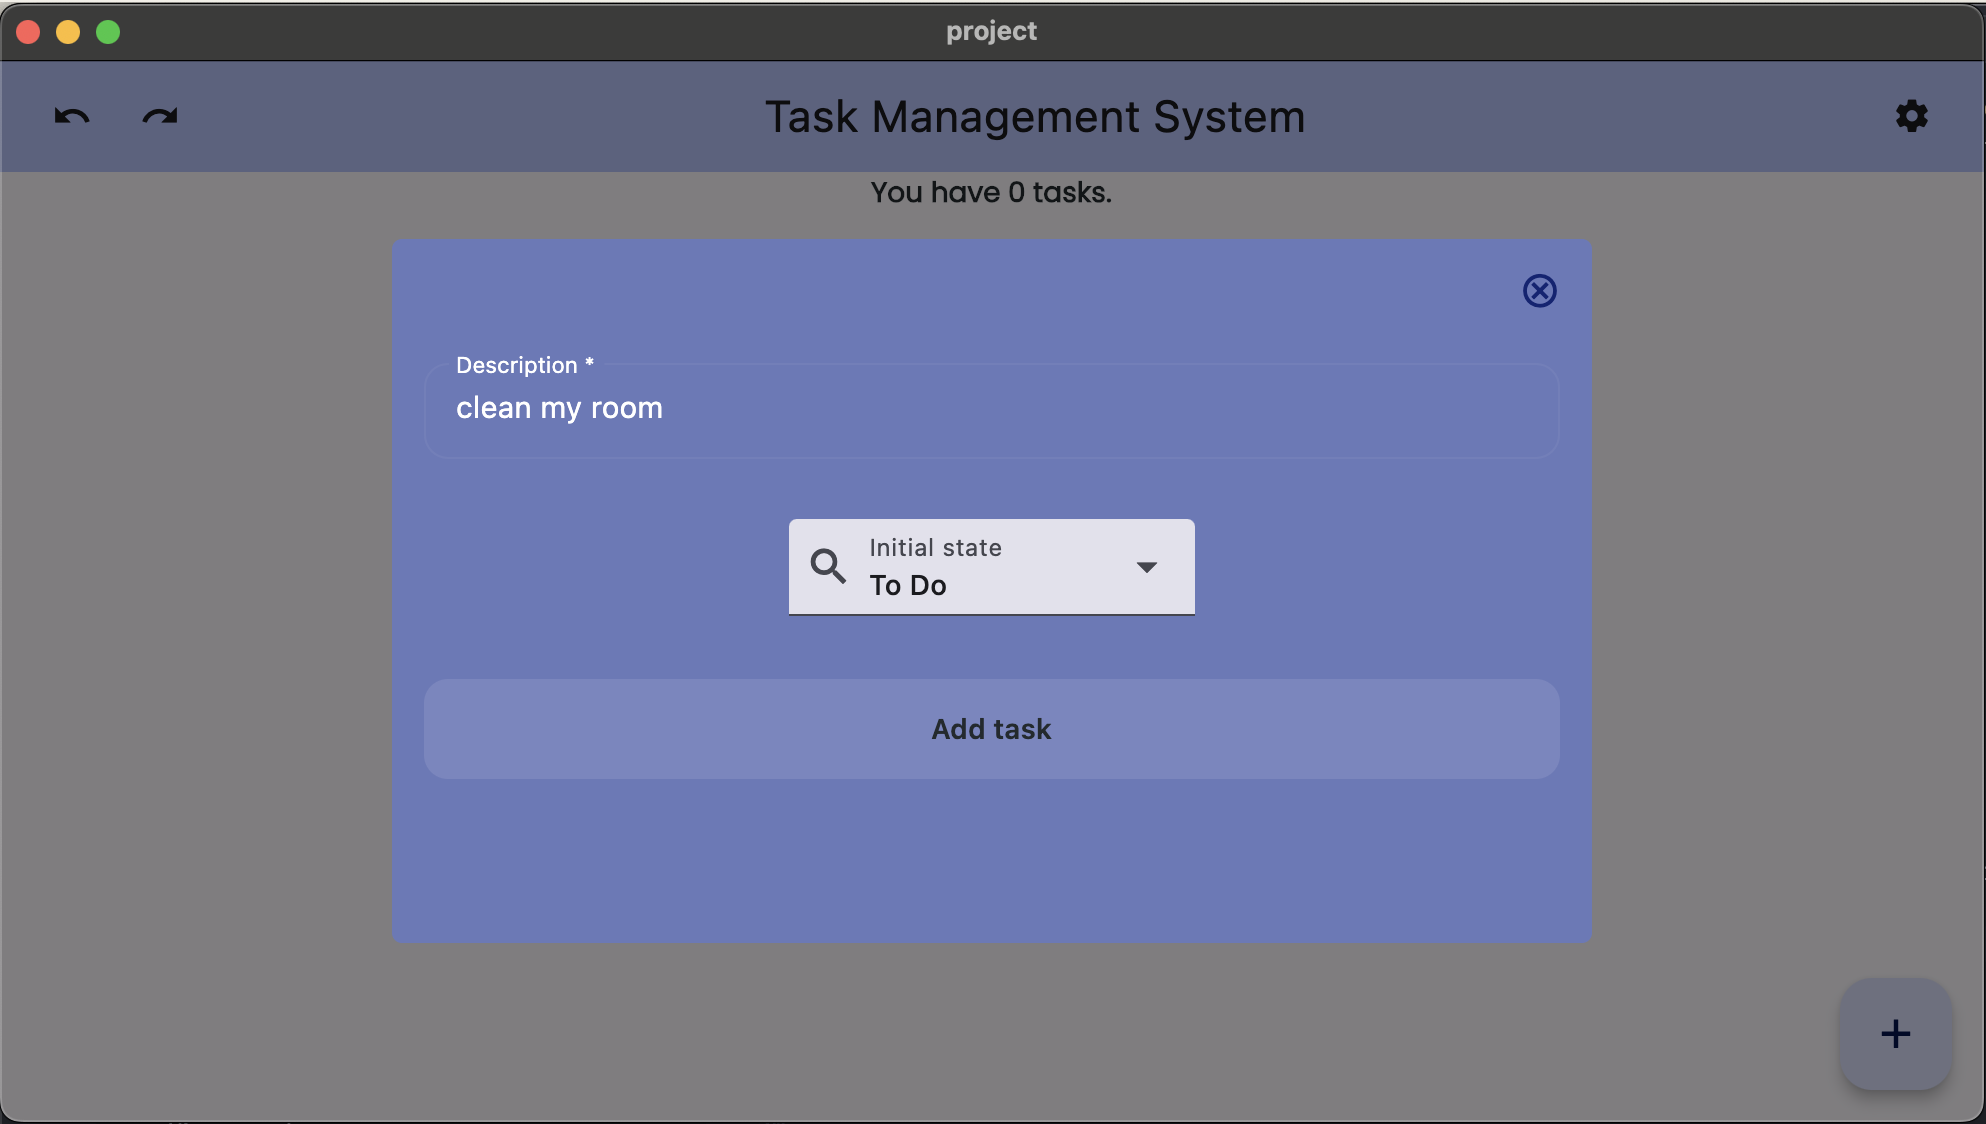 project
Task Management System
You have 0 tasks.
Description *
clean my room
Initial state
To Do
Add task